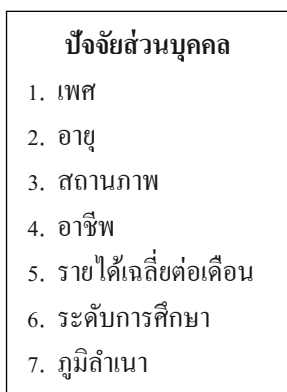 ปัจจัยส่วนบุคคล
1. เพศ
2. อายุ
3. สถานภาพ
4. อาชีพ
5. รายได้เฉลี่ยต่อเดือน
6. ระดับการศึกษา
7. ภูมิลำเนา